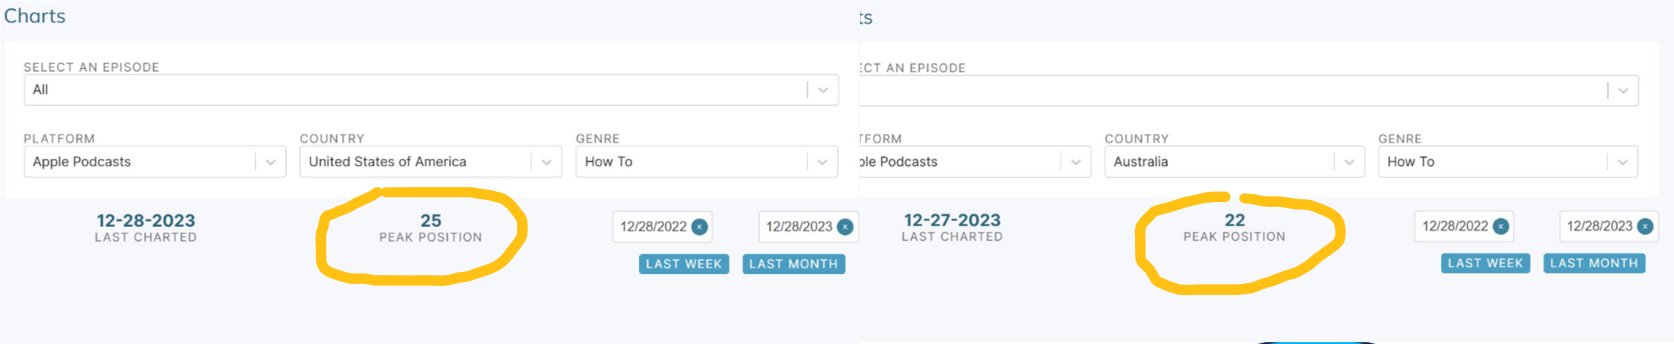 Charts
SELECT AN EPISODE
All
PLATFORM COUNTRY GENRE
Apple Podcasts United States of America How To
12-28-2023 25 12/28/2022 x 12/28/2023 x
LAST CHARTED PEAK POSITION
LAST WEEK LAST MONTH
ts
ECT AN EPISODE
TFORM COUNTRY GENRE
ple Podcasts Australia How To
12-27-2023 22 12/28/2022 x 12/28/2023 x
LAST CHARTED PEAK POSITION
LAST WEEK LAST MONTH